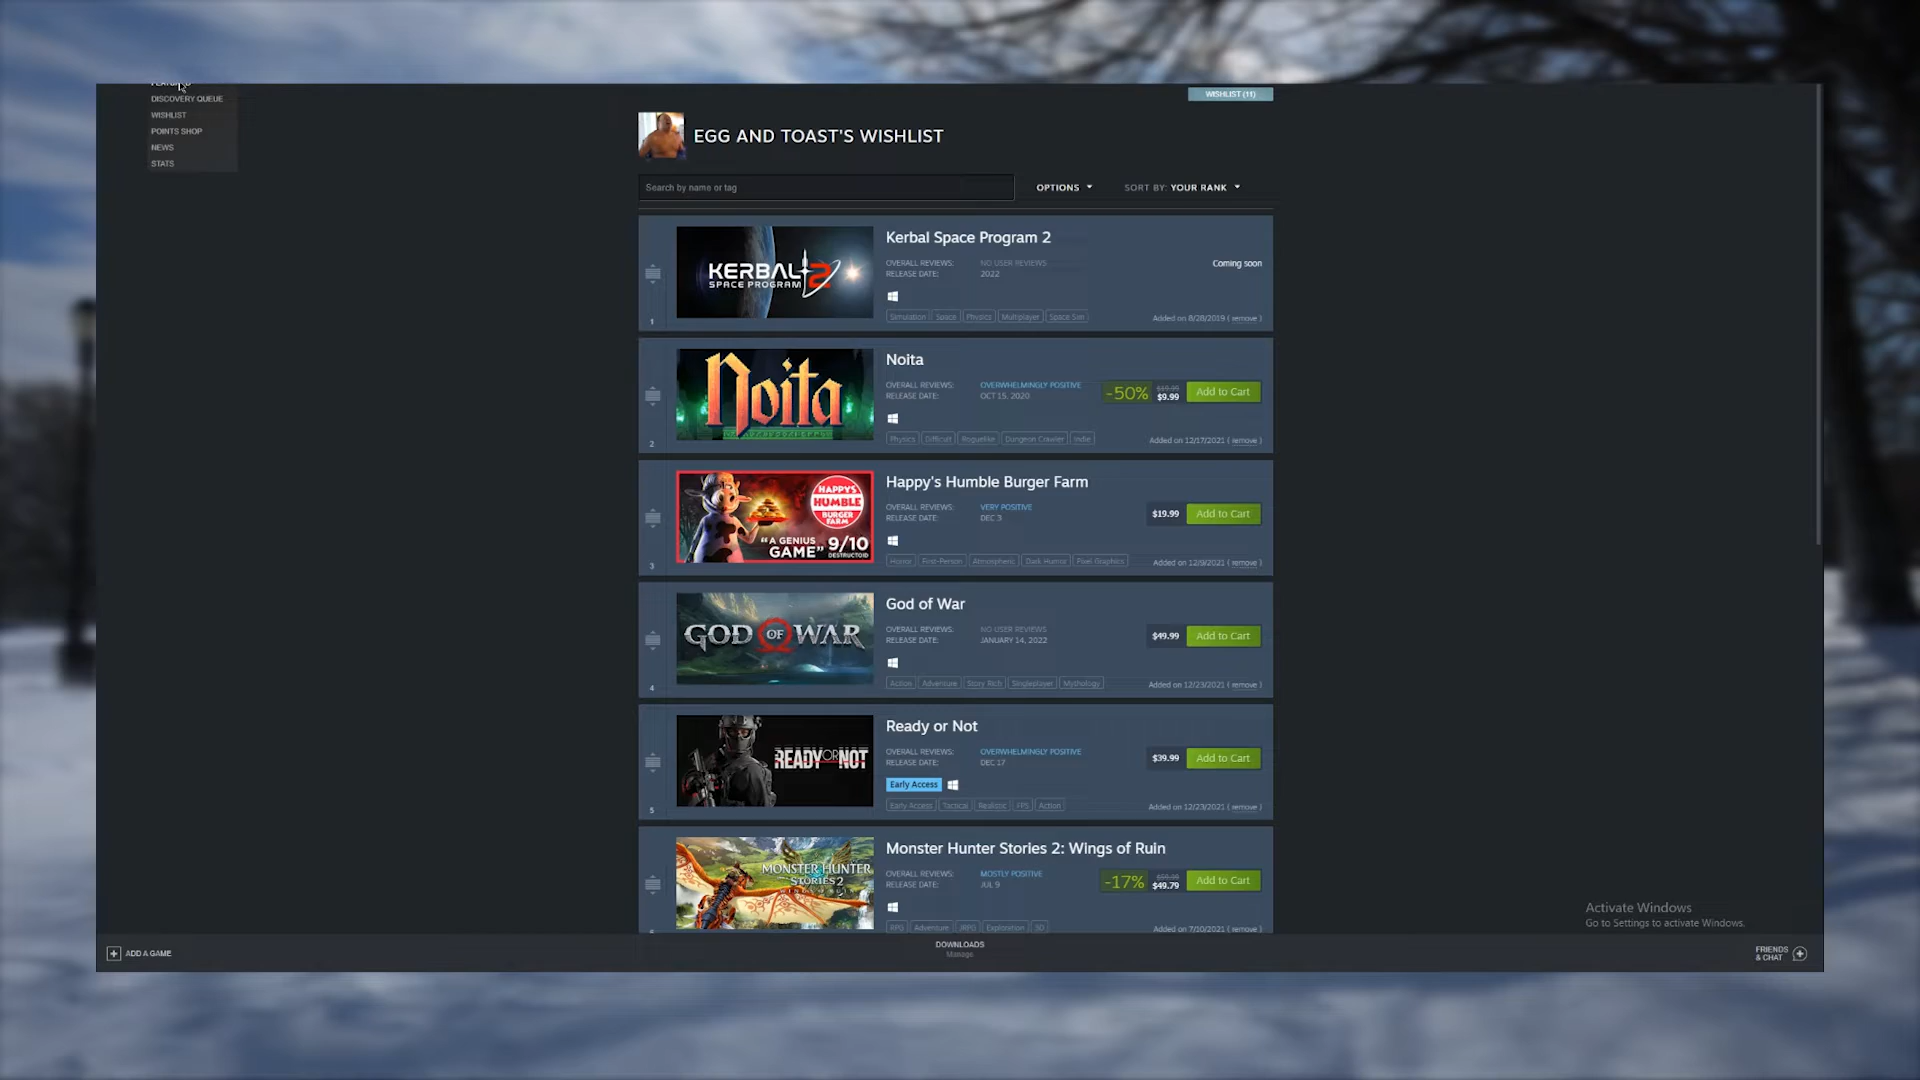 DISCOVERY QUEUE
WISHLIST
POINTS SHOP
NEWS
STATS
WISHLIST (11)
EGG AND TOAST'S WISHLIST
Search by name or tag
OPTIONS
SORT BY: YOUR RANK
KERBAL 2
SPACE PROGRAM
Kerbal Space Program 2
OVERALL REVIEWS: NO USER REVIEWS
RELEASE DATE: 2022
Coming soon
Simulation Space Physics Multiplayer Space Sim
Added on 8/28/2019 ( remove )
1
Noita
Noita
OVERALL REVIEWS: OVERWHELMINGLY POSITIVE
RELEASE DATE: OCT 15, 2020
-50% $19.99 $9.99 Add to Cart
Physics Difficult Roguelike Dungeon Crawler Indie
Added on 12/17/2021 ( remove )
2
HAPPY'S
HUMBLE
BURGER
FARM
"A GENIUS
GAME" 9/10
DESTRUCTOID
Happy's Humble Burger Farm
OVERALL REVIEWS: VERY POSITIVE
RELEASE DATE: DEC 3
$19.99 Add to Cart
Horror First-Person Atmospheric Dark Humor Pixel Graphics
Added on 12/9/2021 ( remove )
3
GOD OF WAR
God of War
OVERALL REVIEWS: NO USER REVIEWS
RELEASE DATE: JANUARY 14, 2022
$49.99 Add to Cart
Action Adventure Story Rich Singleplayer Mythology
Added on 12/23/2021 ( remove )
4
READY OR NOT
Ready or Not
OVERALL REVIEWS: OVERWHELMINGLY POSITIVE
RELEASE DATE: DEC 17
$39.99 Add to Cart
Early Access
Early Access Tactical Realistic FPS Action
Added on 12/23/2021 ( remove )
5
MONSTER HUNTER
STORIES 2
Monster Hunter Stories 2: Wings of Ruin
OVERALL REVIEWS: MOSTLY POSITIVE
RELEASE DATE: JUL 9
-17% $49.79 Add to Cart
RPG Adventure JRPG Exploration 3D
Added on 7/10/2021 ( remove )
Activate Windows
Go to Settings to activate Windows.
ADD A GAME
DOWNLOADS
Manage
FRIENDS
& CHAT